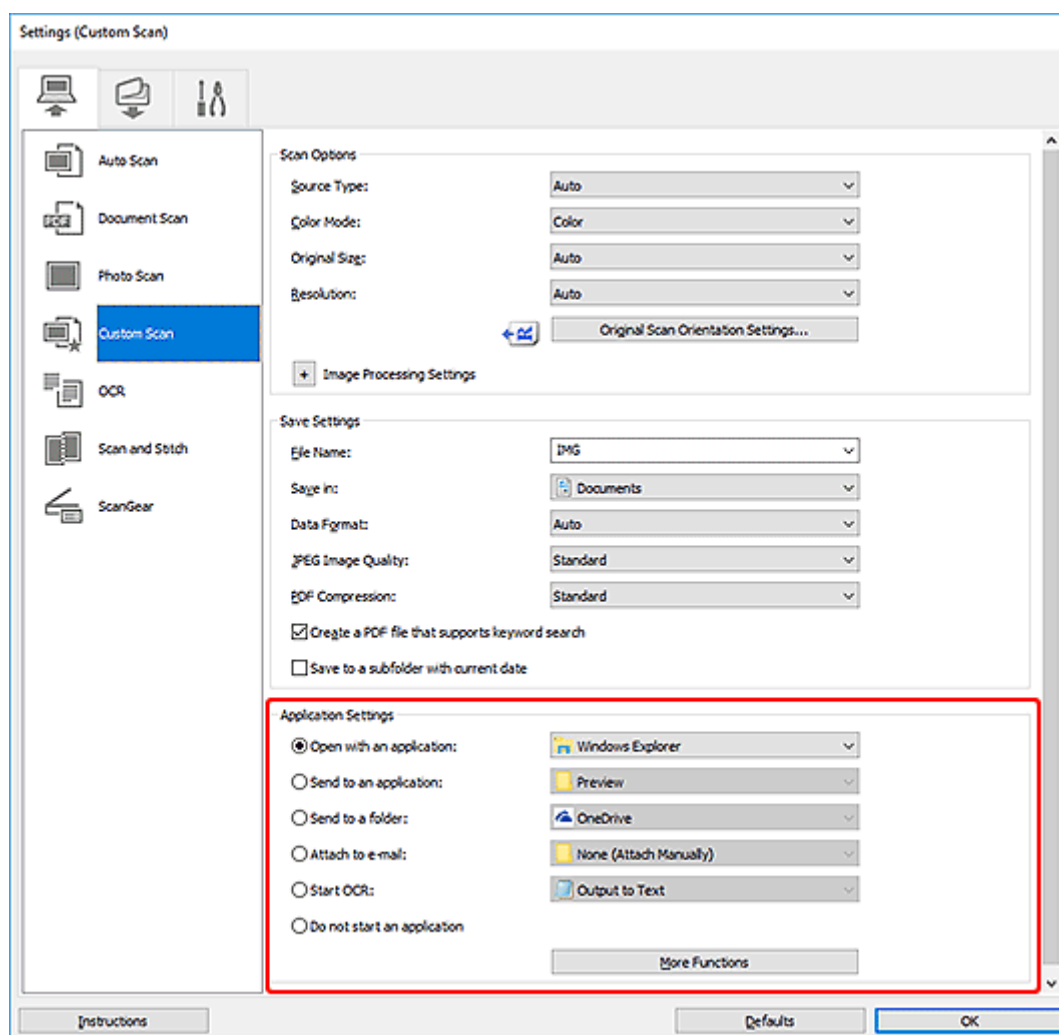 Settings (Custom Scan)
Auto Scan
Document Scan
Photo Scan
Custom Scan
OCR
Scan and Stitch
ScanGear
Scan Options
Source Type: Auto
Color Mode: Color
Original Size: Auto
Resolution: Auto
Original Scan Orientation Settings...
+ Image Processing Settings
Save Settings
File Name: IMG
Save in: Documents
Data Format: Auto
JPEG Image Quality: Standard
PDF Compression: Standard
Create a PDF file that supports keyword search
Save to a subfolder with current date
Application Settings
Open with an application: Windows Explorer
Send to an application: Preview
Send to a folder: OneDrive
Attach to e-mail: None (Attach Manually)
Start OCR: Output to Text
Do not start an application
More Functions
Instructions Defaults OK